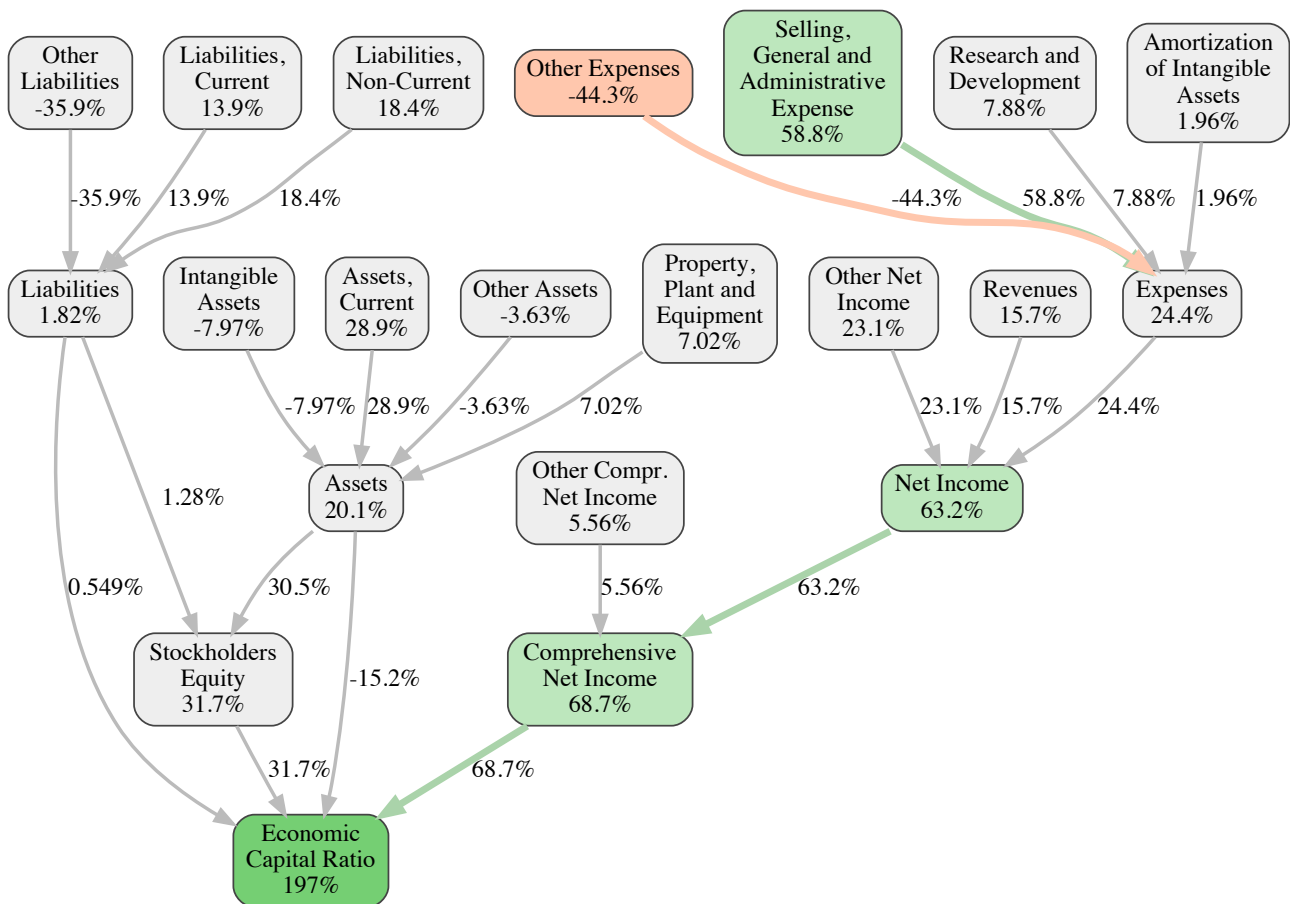 Other
Liabilities
-35.9%
Liabilities,
Current
13.9%
Liabilities,
Non-Current
18.4%
Other Expenses
-44.3%
Selling,
General and
Administrative
Expense
58.8%
Research and
Development
7.88%
Amortization
of Intangible
Assets
1.96%
-35.9%
13.9%
18.4%
-44.3%
58.8%
7.88%
1.96%
Liabilities
1.82%
Intangible
Assets
-7.97%
Assets,
Current
28.9%
Other Assets
-3.63%
Property,
Plant and
Equipment
7.02%
Other Net
Income
23.1%
Revenues
15.7%
Expenses
24.4%
-7.97%
28.9%
-3.63%
7.02%
23.1%
15.7%
24.4%
1.28%
Assets
20.1%
Other Compr.
Net Income
5.56%
Net Income
63.2%
0.549%
30.5%
5.56%
63.2%
Stockholders
Equity
31.7%
-15.2%
Comprehensive
Net Income
68.7%
31.7%
68.7%
Economic
Capital Ratio
197%